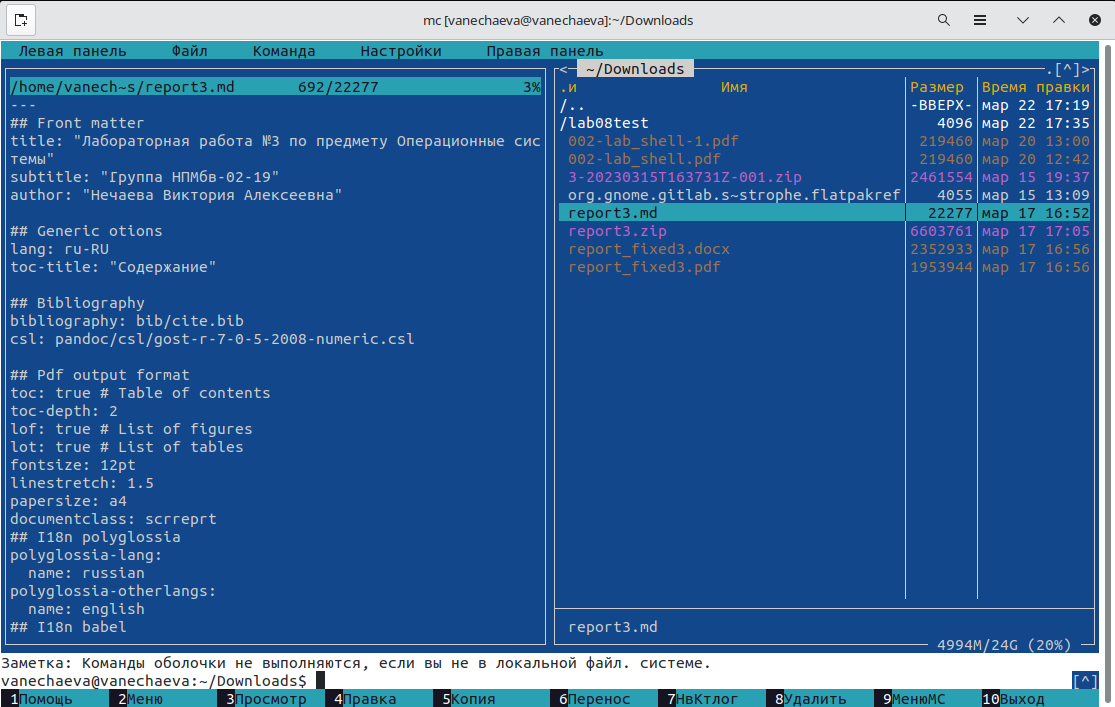 mc [vanechaeva@vanechaeva]:~/Downloads
Левая панель Файл Команда Настройки Правая панель
/home/vanech~s/report3.md 692/22277 3%
---
## Front matter
title: "Лабораторная работа №3 по предмету Операционные сис
темы"
subtitle: "Группа НПМбв-02-19"
author: "Нечаева Виктория Алексеевна"
## Generic otions
lang: ru-RU
toc-title: "Содержание"
## Bibliography
bibliography: bib/cite.bib
csl: pandoc/csl/gost-r-7-0-5-2008-numeric.csl
## Pdf output format
toc: true # Table of contents
toc-depth: 2
lof: true # List of figures
lot: true # List of tables
fontsize: 12pt
linestretch: 1.5
papersize: a4
documentclass: scrreprt
## I18n polyglossia
polyglossia-lang:
name: russian
polyglossia-otherlangs:
name: english
## I18n babel
<- ~/Downloads .[^]>
.и Имя Размер Время правки
/.. -ВВЕРХ- мар 22 17:19
/lab08test 4096 мар 22 17:35
002-lab_shell-1.pdf 219460 мар 20 13:00
002-lab_shell.pdf 219460 мар 20 12:42
3-20230315T163731Z-001.zip 2461554 мар 15 19:37
org.gnome.gitlab.s~strophe.flatpakref 4055 мар 15 13:09
report3.md 22277 мар 17 16:52
report3.zip 6603761 мар 17 17:05
report_fixed3.docx 2352933 мар 17 16:56
report_fixed3.pdf 1953944 мар 17 16:56
report3.md
4994M/24G (20%)
Заметка: Команды оболочки не выполняются, если вы не в локальной файл. системе.
vanechaeva@vanechaeva:~/Downloads$ [^]
1Помощь 2Меню 3Просмотр 4Правка 5Копия 6Перенос 7НвКтлог 8Удалить 9МенюМС 10Выход